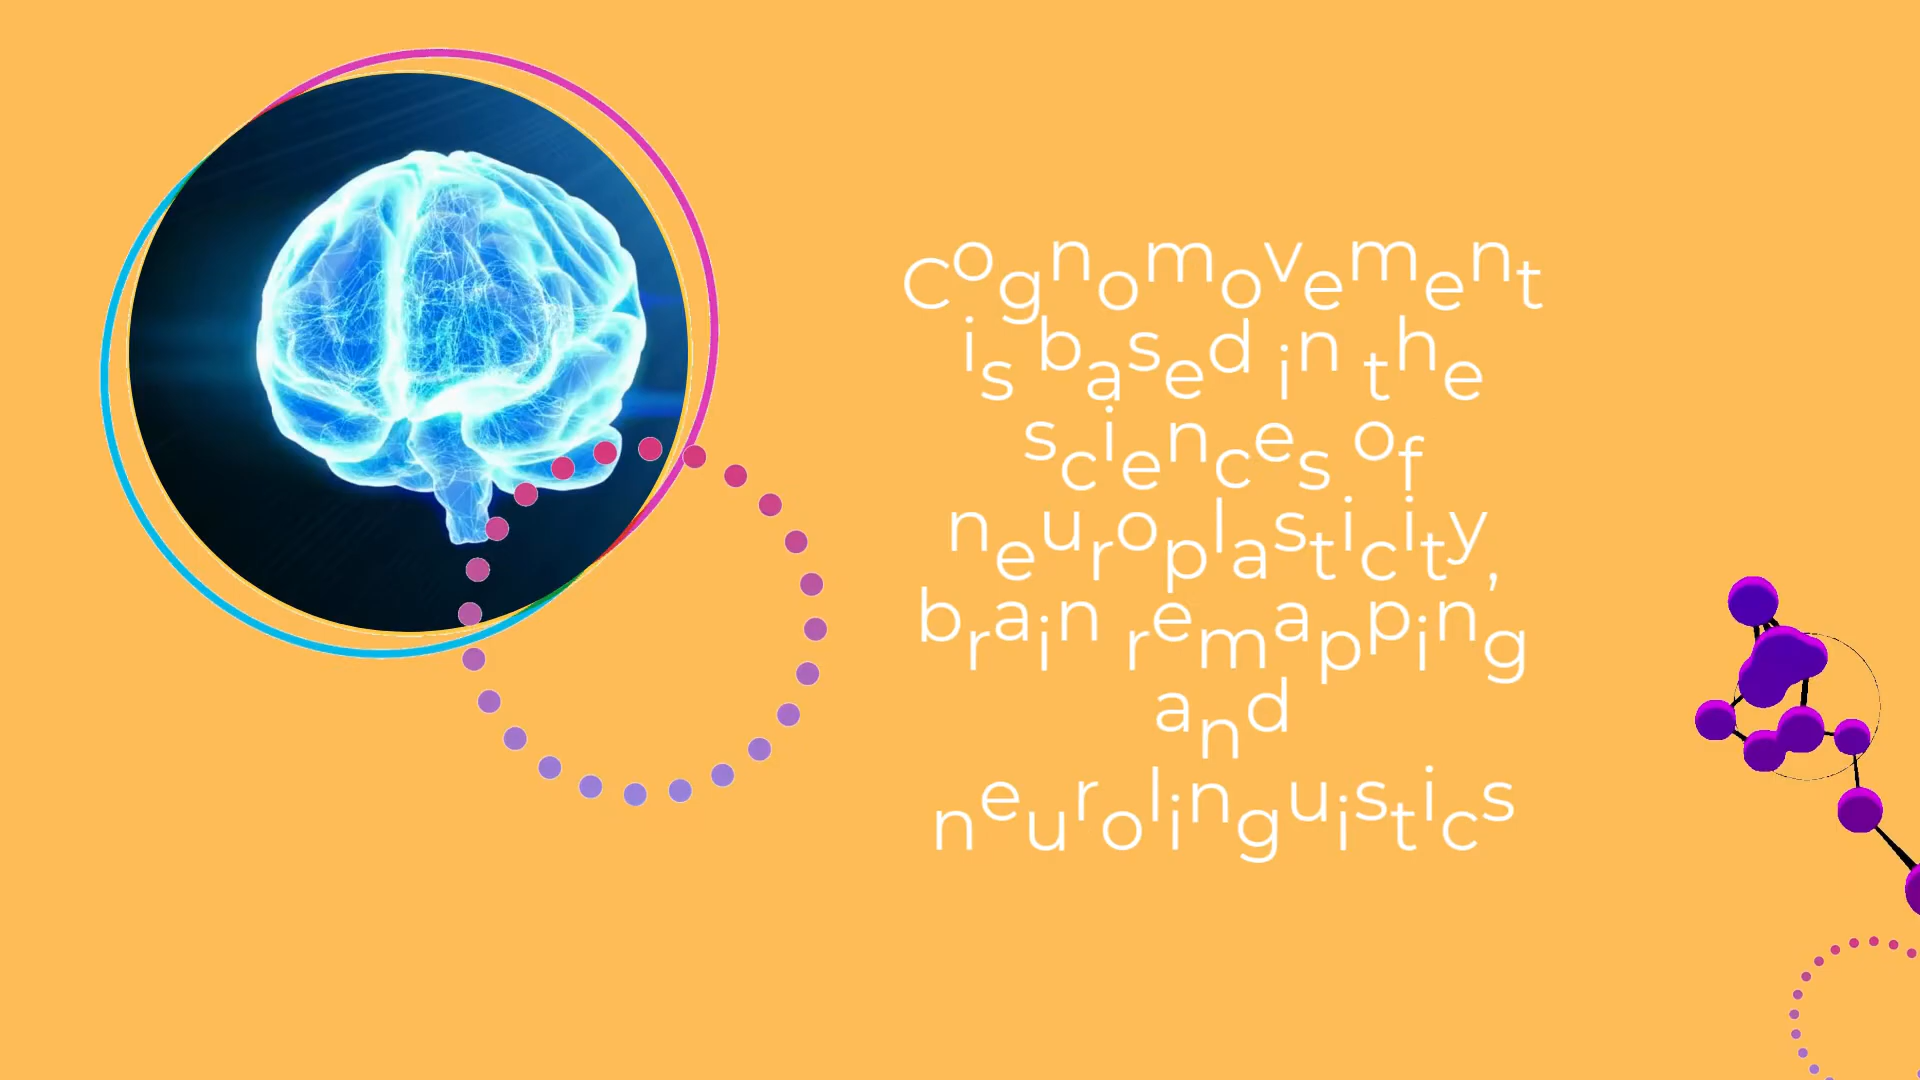 Cognomovement
is based in the
sciences of
neuroplasticity,
brain remapping
and
neurolinguistics